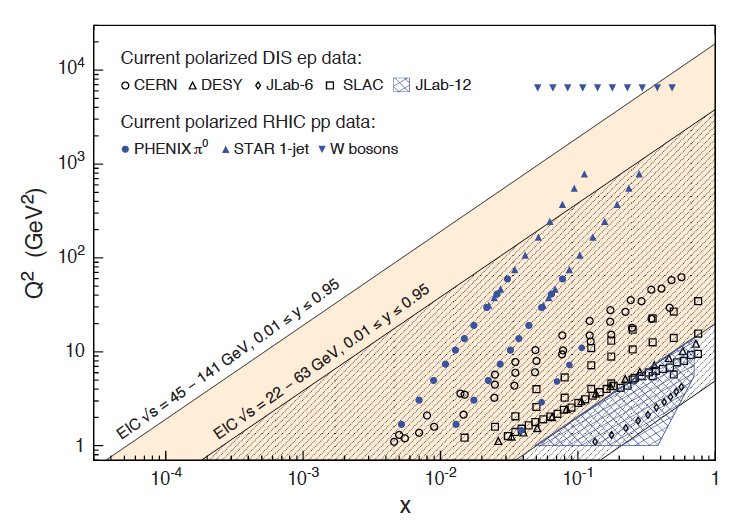 Current polarized DIS ep data:
CERN DESY JLab-6 SLAC JLab-12
Current polarized RHIC pp data:
PHENIX π⁰ STAR 1-jet W bosons
EIC √s = 45 − 141 GeV, 0.01 ≤ y ≤ 0.95
EIC √s = 22 − 63 GeV, 0.01 ≤ y ≤ 0.95
Q² (GeV²)
10⁴
10³
10²
10
1
10⁻⁴ 10⁻³ 10⁻² 10⁻¹ 1
x